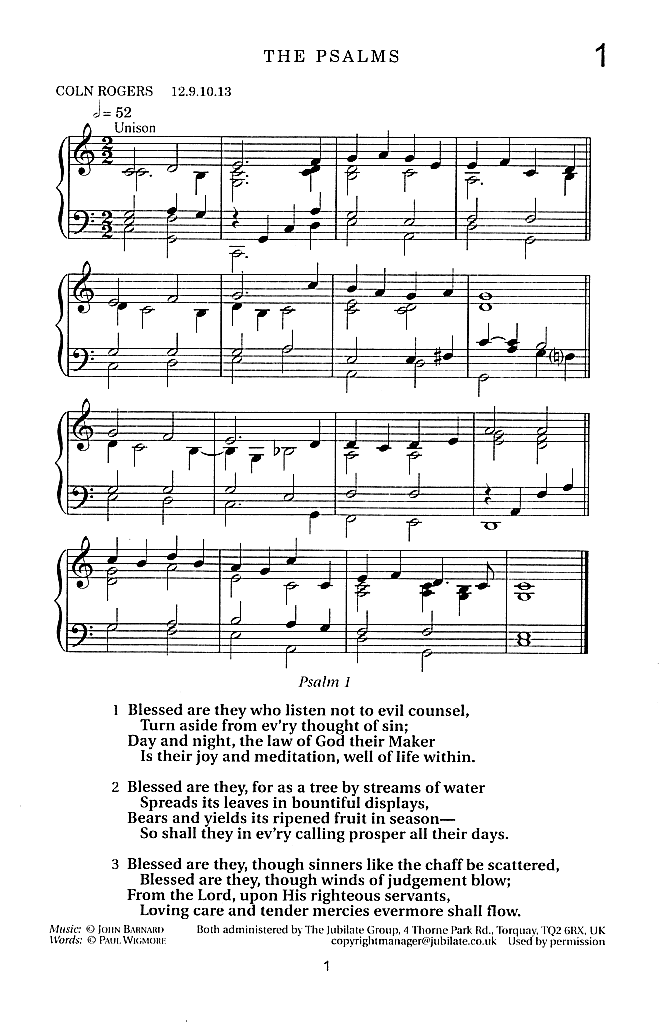 THE PSALMS
1
COLN ROGERS 12.9.10.13
= 52
Unison
Psalm 1
1 Blessed are they who listen not to evil counsel,
Turn aside from ev'ry thought of sin;
Day and night, the law of God their Maker
Is their joy and meditation, well of life within.
2 Blessed are they, for as a tree by streams of water
Spreads its leaves in bountiful displays,
Bears and yields its ripened fruit in season—
So shall they in ev'ry calling prosper all their days.
3 Blessed are they, though sinners like the chaff be scattered,
Blessed are they, though winds of judgement blow;
From the Lord, upon His righteous servants,
Loving care and tender mercies evermore shall flow.
Music: © JOHN BARNARD Both administered by The Jubilate Group, 4 Thorne Park Rd., Torquay, TQ2 6RX, UK
Words: © PAUL WIGMORE copyrightmanager@jubilate.co.uk Used by permission
1